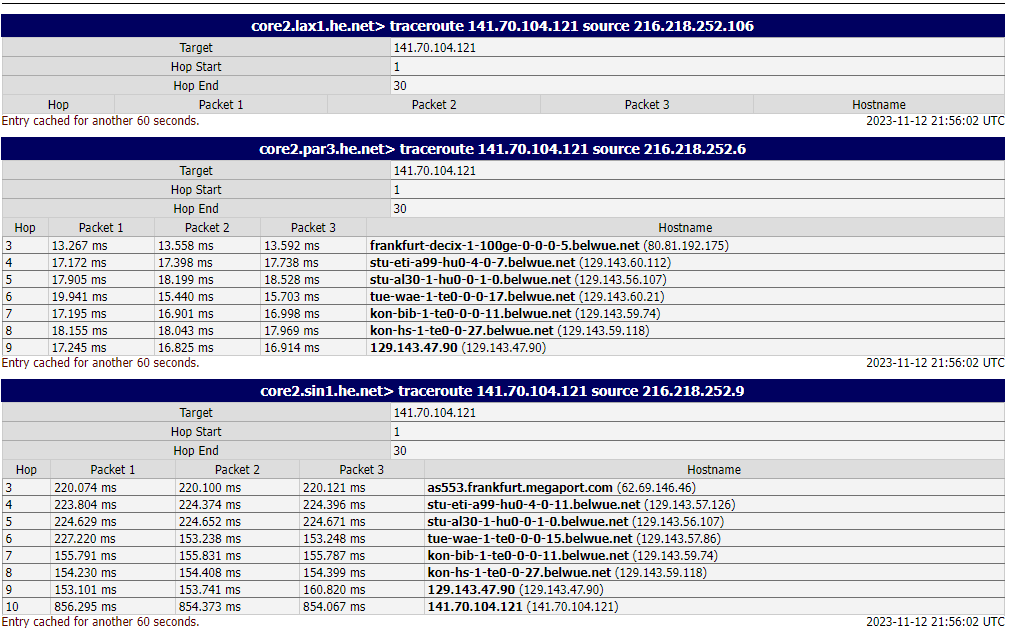 core2.lax1.he.net> traceroute 141.70.104.121 source 216.218.252.106
Target 141.70.104.121
Hop Start 1
Hop End 30
Hop Packet 1 Packet 2 Packet 3 Hostname
Entry cached for another 60 seconds. 2023-11-12 21:56:02 UTC
core2.par3.he.net> traceroute 141.70.104.121 source 216.218.252.6
Target 141.70.104.121
Hop Start 1
Hop End 30
Hop Packet 1 Packet 2 Packet 3 Hostname
3 13.267 ms 13.558 ms 13.592 ms frankfurt-decix-1-100ge-0-0-0-5.belwue.net (80.81.192.175)
4 17.172 ms 17.398 ms 17.738 ms stu-eti-a99-hu0-4-0-7.belwue.net (129.143.60.112)
5 17.905 ms 18.199 ms 18.528 ms stu-al30-1-hu0-0-1-0.belwue.net (129.143.56.107)
6 19.941 ms 15.440 ms 15.703 ms tue-wae-1-te0-0-0-17.belwue.net (129.143.60.21)
7 17.195 ms 16.901 ms 16.998 ms kon-bib-1-te0-0-0-11.belwue.net (129.143.59.74)
8 18.155 ms 18.043 ms 17.969 ms kon-hs-1-te0-0-27.belwue.net (129.143.59.118)
9 17.245 ms 16.825 ms 16.914 ms 129.143.47.90 (129.143.47.90)
Entry cached for another 60 seconds. 2023-11-12 21:56:02 UTC
core2.sin1.he.net> traceroute 141.70.104.121 source 216.218.252.9
Target 141.70.104.121
Hop Start 1
Hop End 30
Hop Packet 1 Packet 2 Packet 3 Hostname
3 220.074 ms 220.100 ms 220.121 ms as553.frankfurt.megaport.com (62.69.146.46)
4 223.804 ms 224.374 ms 224.396 ms stu-eti-a99-hu0-4-0-11.belwue.net (129.143.57.126)
5 224.629 ms 224.652 ms 224.671 ms stu-al30-1-hu0-0-1-0.belwue.net (129.143.56.107)
6 227.220 ms 153.238 ms 153.248 ms tue-wae-1-te0-0-0-15.belwue.net (129.143.57.86)
7 155.791 ms 155.831 ms 155.787 ms kon-bib-1-te0-0-0-11.belwue.net (129.143.59.74)
8 154.230 ms 154.408 ms 154.399 ms kon-hs-1-te0-0-27.belwue.net (129.143.59.118)
9 153.101 ms 153.741 ms 160.820 ms 129.143.47.90 (129.143.47.90)
10 856.295 ms 854.373 ms 854.067 ms 141.70.104.121 (141.70.104.121)
Entry cached for another 60 seconds. 2023-11-12 21:56:02 UTC